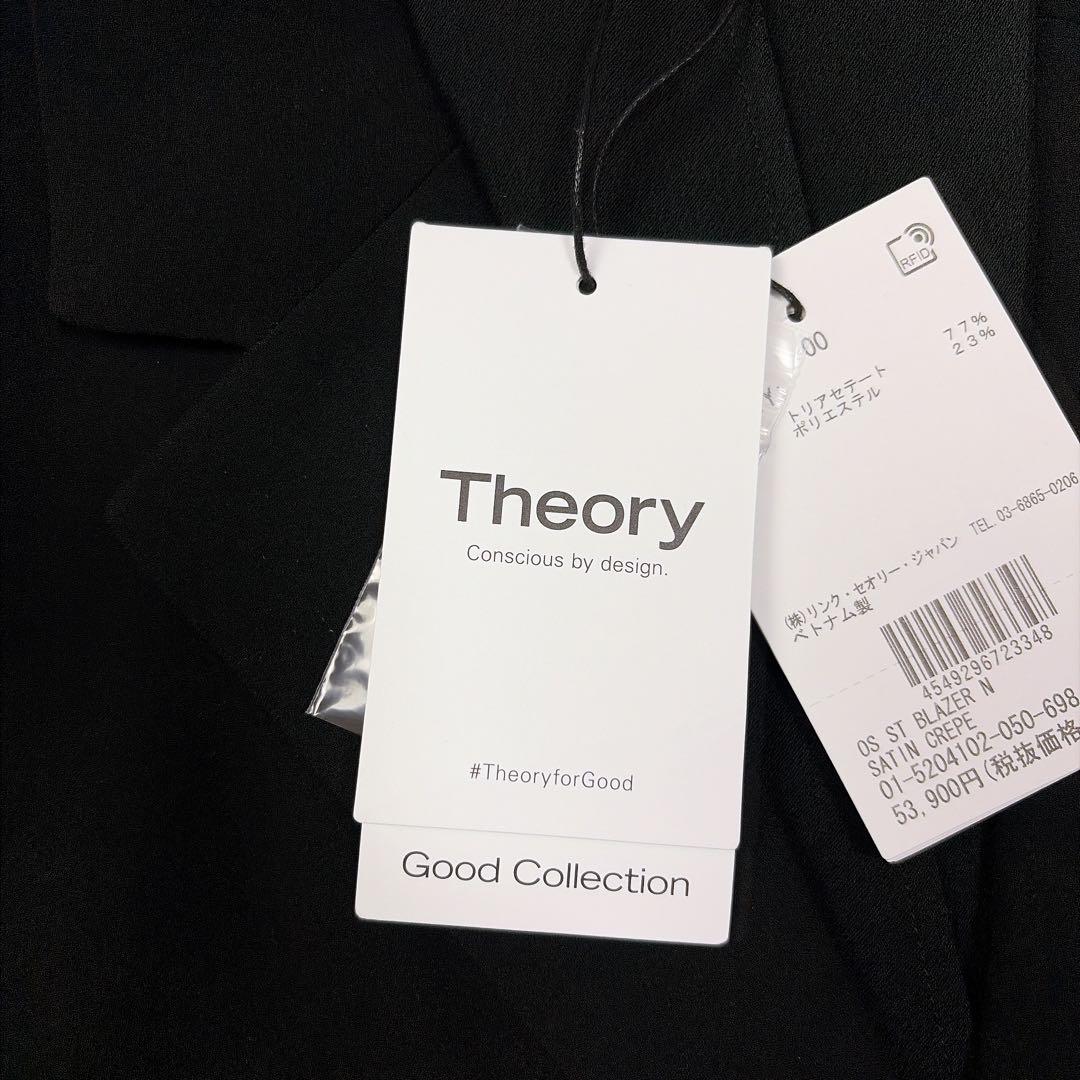 Theory
Conscious by design.
#TheoryforGood
Good Collection
RFID
00
トリアセテート 77%
ポリエステル 23%
(株)リンク・セオリー・ジャパン TEL 03-6865-0206
ベトナム製
4549296723348
OS ST BLAZER N
SATIN CREPE
01-5204102-050-698
53,900円(税抜価格